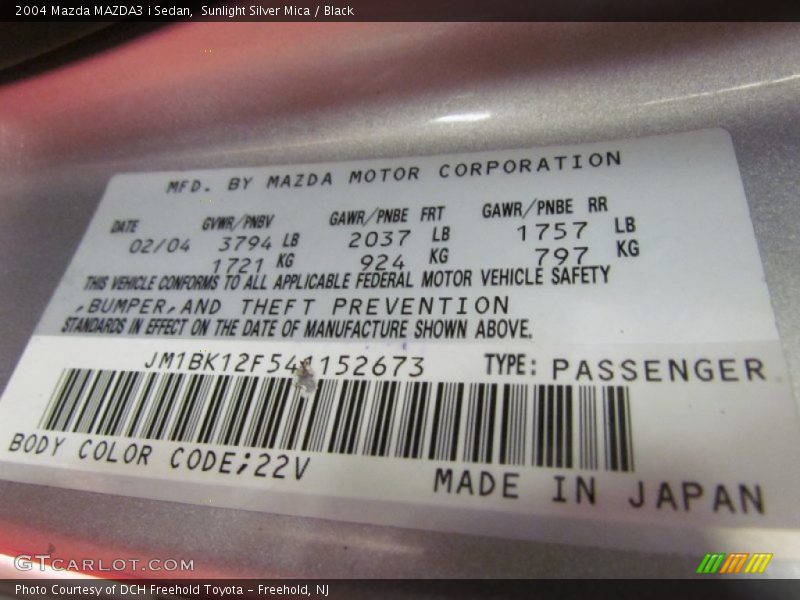 2004 Mazda MAZDA3 i Sedan, Sunlight Silver Mica / Black
MFD. BY MAZDA MOTOR CORPORATION
DATE GVWR/PNBV GAWR/PNBE FRT GAWR/PNBE RR
02/04 3794 LB 2037 LB 1757 LB
1721 KG 924 KG 797 KG
THIS VEHICLE CONFORMS TO ALL APPLICABLE FEDERAL MOTOR VEHICLE SAFETY
,BUMPER,AND THEFT PREVENTION
STANDARDS IN EFFECT ON THE DATE OF MANUFACTURE SHOWN ABOVE.
JM1BK12F541152673 TYPE: PASSENGER
BODY COLOR CODE;22V
MADE IN JAPAN
GTCARLOT.COM
Photo Courtesy of DCH Freehold Toyota - Freehold, NJ